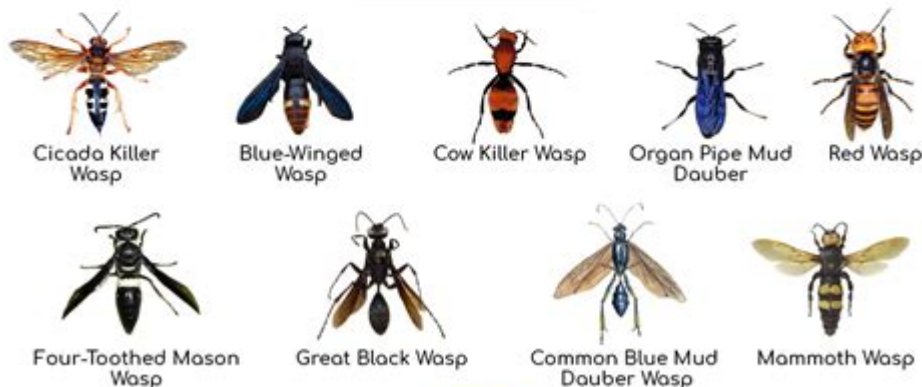 Cicada Killer
Wasp
Blue-Winged
Wasp
Cow Killer Wasp
Organ Pipe Mud
Dauber
Red Wasp
Four-Toothed Mason
Wasp
Great Black Wasp
Common Blue Mud
Dauber Wasp
Mammoth Wasp